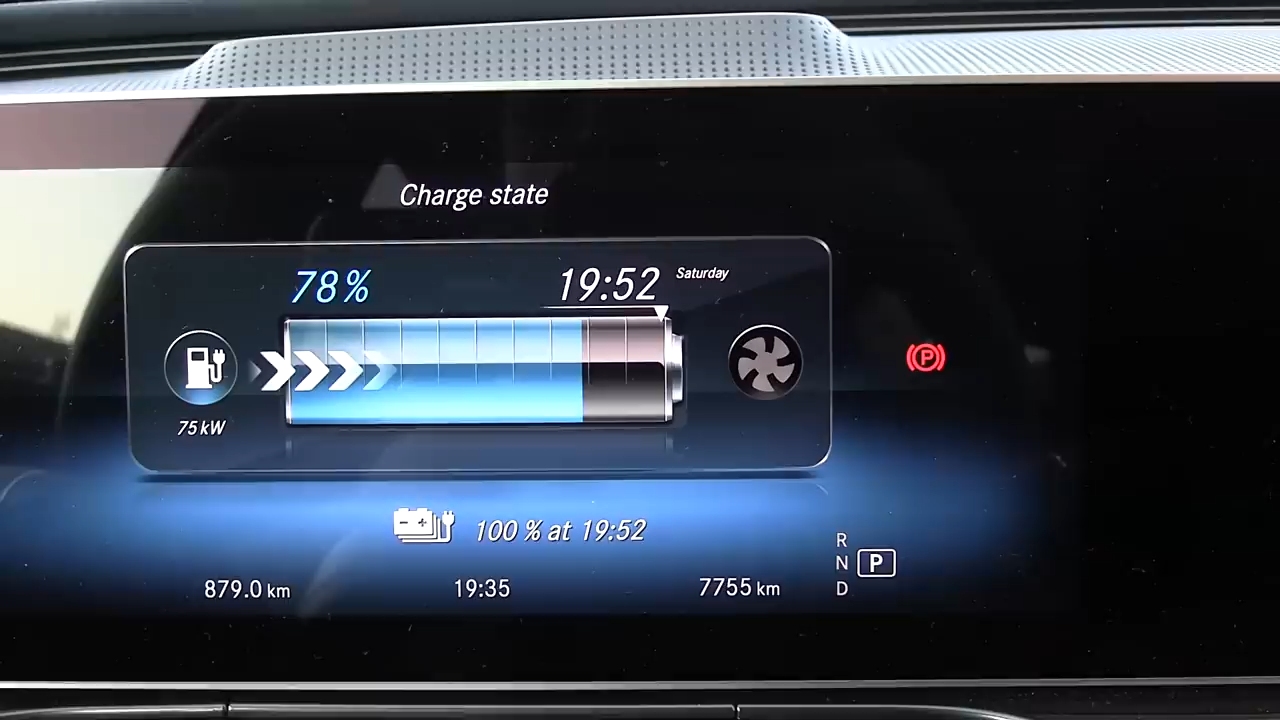 Charge state
78%
19:52 Saturday
75 kW
100 % at 19:52
879.0 km
19:35
7755 km
R
N P
D
(P)